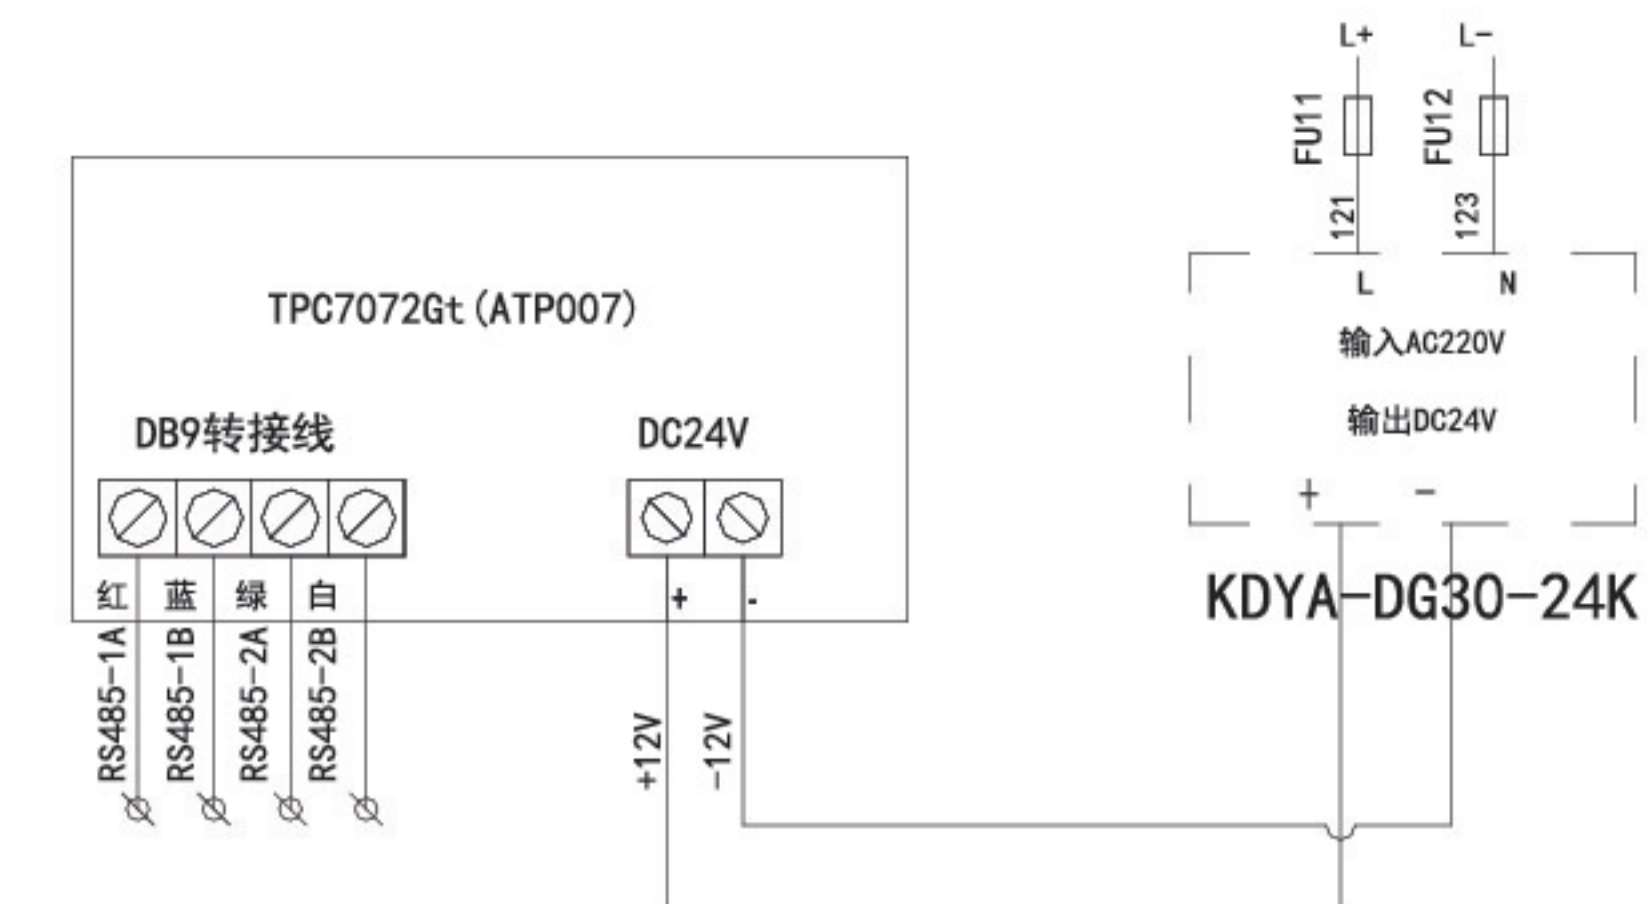 L+
L-
FU11
FU12
121
123
L
N
输入AC220V
输出DC24V
+
-
KDYA-DG30-24K
TPC7072Gt(ATP007)
DB9转接线
DC24V
红
蓝
绿
白
+
-
RS485-1A
RS485-1B
RS485-2A
RS485-2B
+12V
-12V